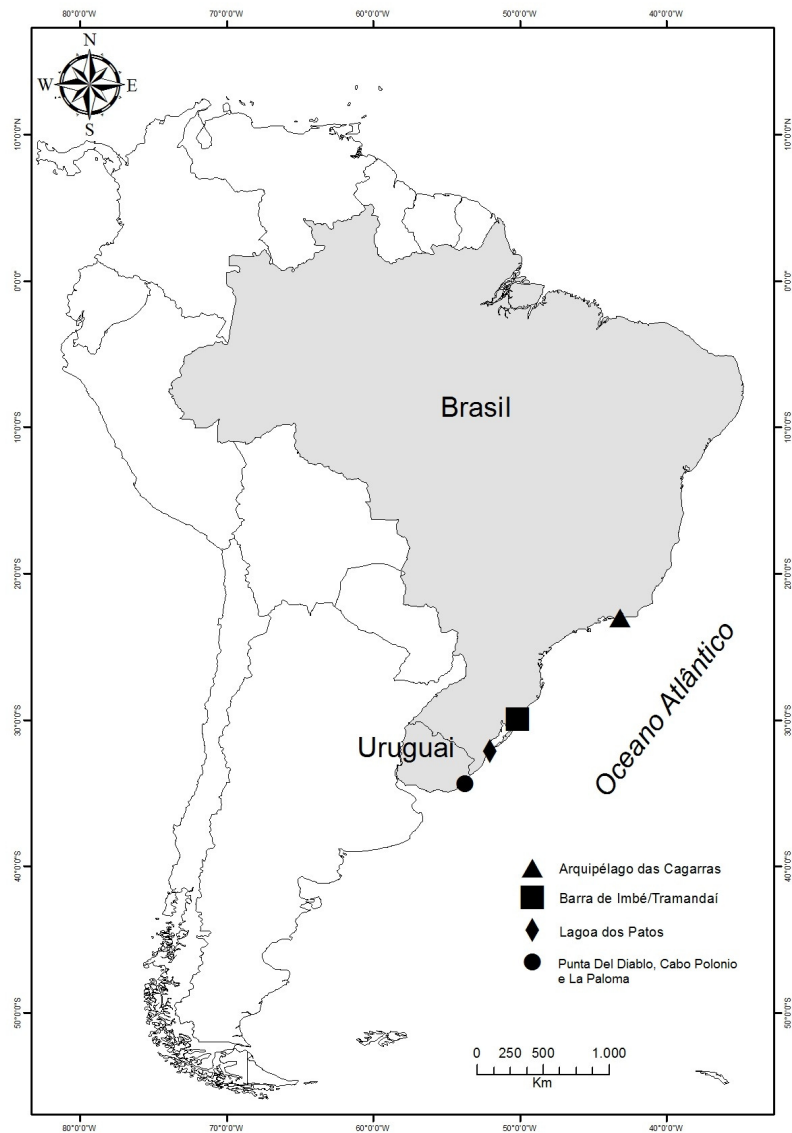 80°0'0"W 70°0'0"W 60°0'0"W 50°0'0"W 40°0'0"W
N
W E
S
10°0'0"N 10°0'0"N
0°0'0" 0°0'0"
Brasil
10°0'0"S 10°0'0"S
20°0'0"S 20°0'0"S
Oceano Atlântico
30°0'0"S 30°0'0"S
Uruguai
Arquipélago das Cagarras
40°0'0"S 40°0'0"S
Barra de Imbé/Tramandaí
Lagoa dos Patos
Punta Del Diablo, Cabo Polonio
e La Paloma
50°0'0"S 50°0'0"S
0 250 500 1.000
Km
80°0'0"W 70°0'0"W 60°0'0"W 50°0'0"W 40°0'0"W